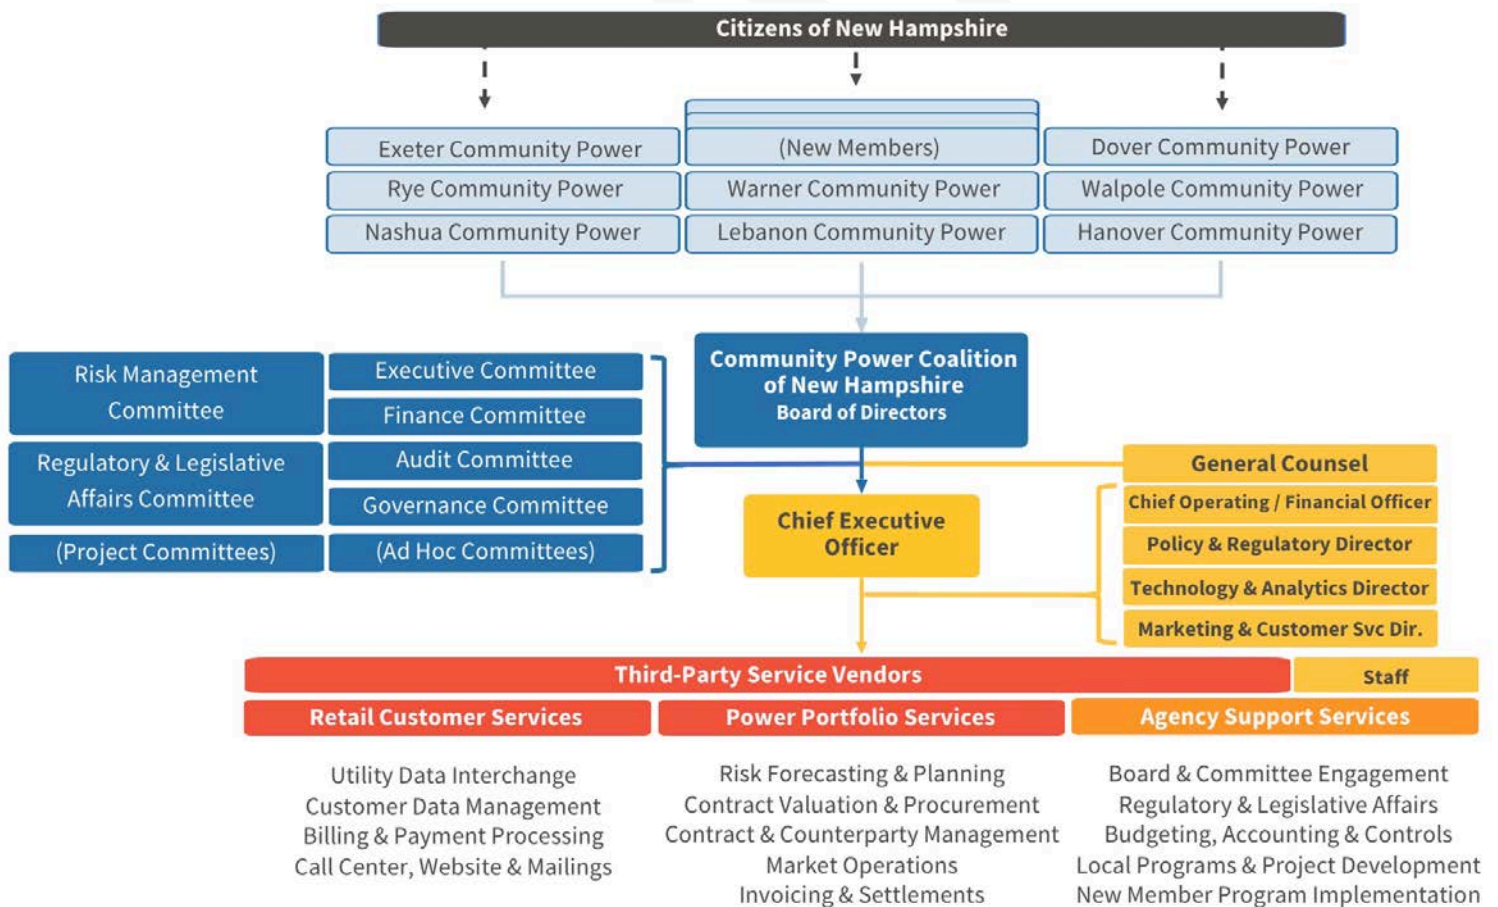 Citizens of New Hampshire
Exeter Community Power
(New Members)
Dover Community Power
Rye Community Power
Warner Community Power
Walpole Community Power
Nashua Community Power
Lebanon Community Power
Hanover Community Power
Community Power Coalition
of New Hampshire
Board of Directors
Risk Management
Committee
Regulatory & Legislative
Affairs Committee
(Project Committees)
Executive Committee
Finance Committee
Audit Committee
Governance Committee
(Ad Hoc Committees)
General Counsel
Chief Executive
Officer
Chief Operating / Financial Officer
Policy & Regulatory Director
Technology & Analytics Director
Marketing & Customer Svc Dir.
Third-Party Service Vendors
Staff
Retail Customer Services
Power Portfolio Services
Agency Support Services
Utility Data Interchange
Customer Data Management
Billing & Payment Processing
Call Center, Website & Mailings
Risk Forecasting & Planning
Contract Valuation & Procurement
Contract & Counterparty Management
Market Operations
Invoicing & Settlements
Board & Committee Engagement
Regulatory & Legislative Affairs
Budgeting, Accounting & Controls
Local Programs & Project Development
New Member Program Implementation